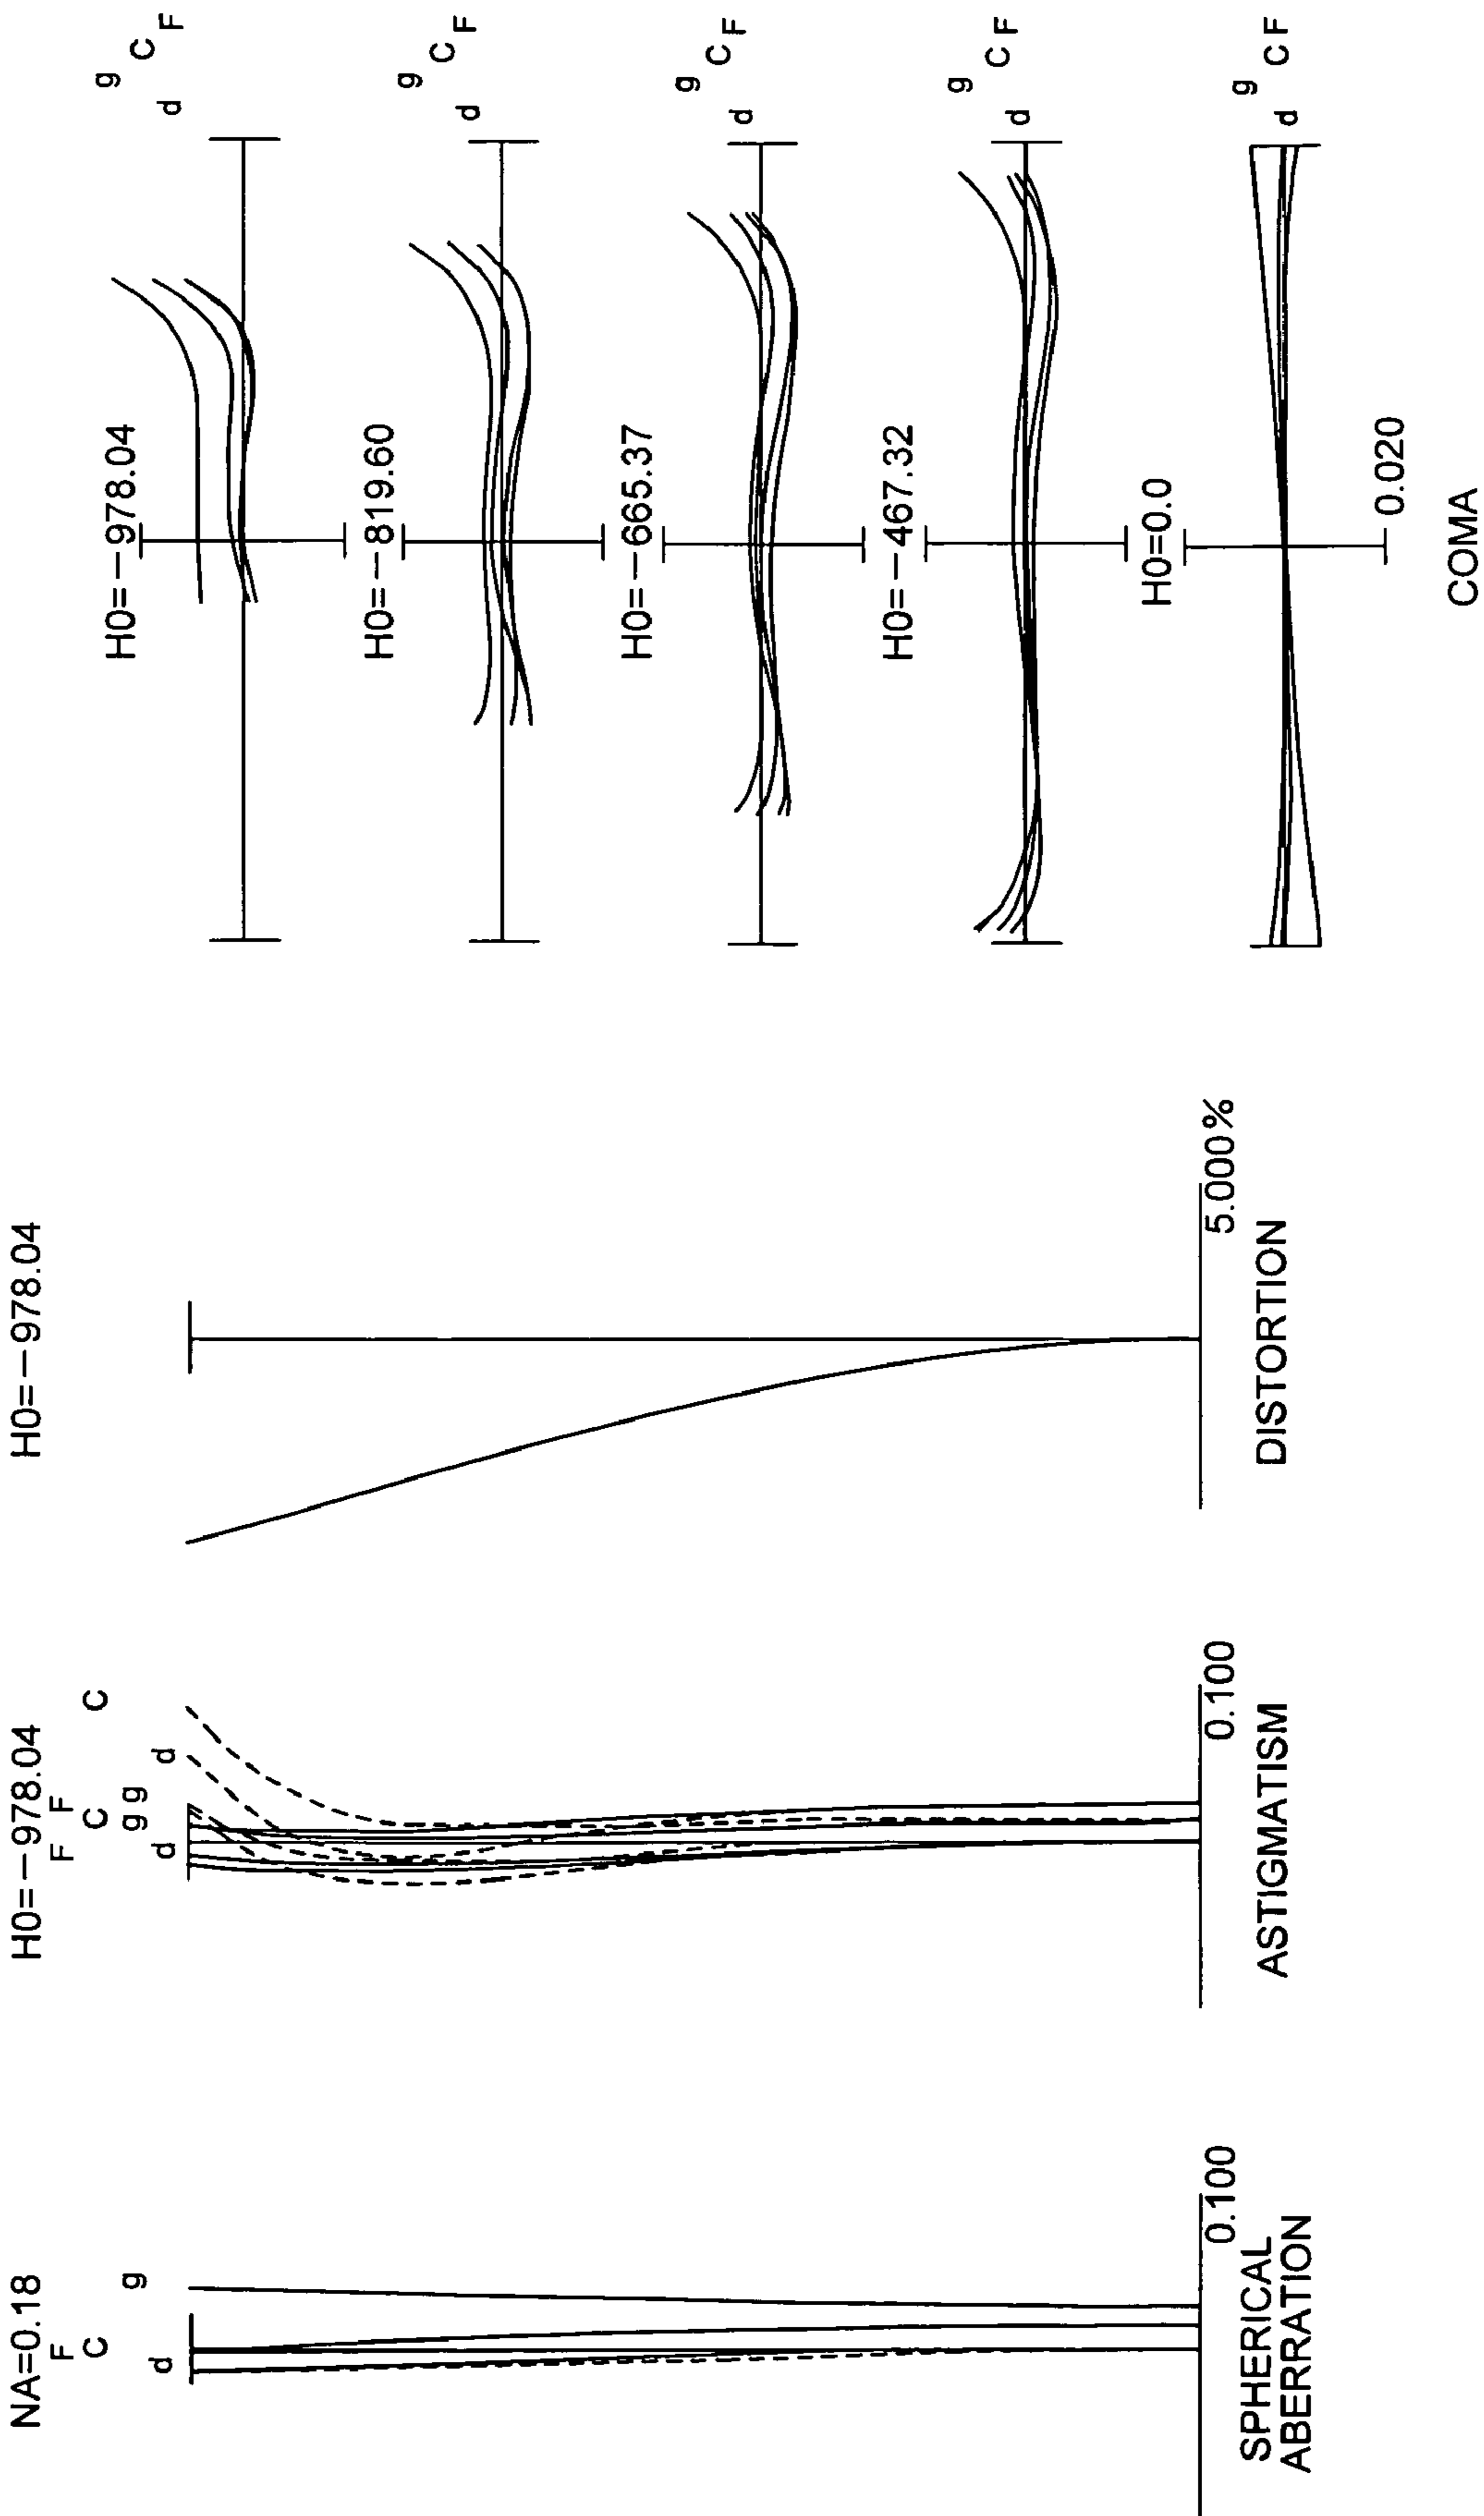 NA=0.18
F
C
g
d
0.100
SPHERICAL
ABERRATION
H0=−978.04
F F
C C
g g
d d
0.100
ASTIGMATISM
H0=−978.04
5.000%
DISTORTION
H0=−978.04
g
C
F
d
H0=−819.60
g
C
F
d
H0=−665.37
g
C
F
d
H0=−467.32
g
C
F
d
H0=0.0
g
C F
d
0.020
COMA